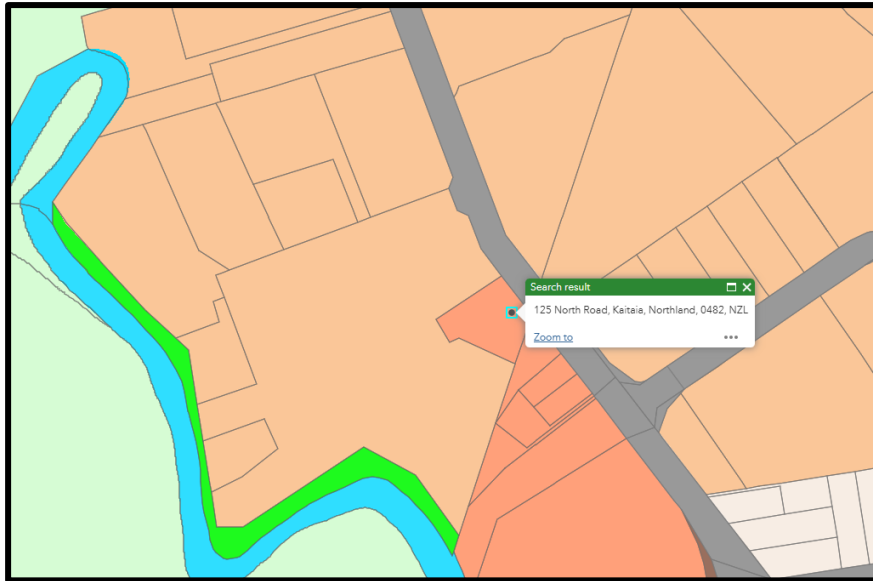 Search result
125 North Road, Kaitaia, Northland, 0482, NZL
Zoom to